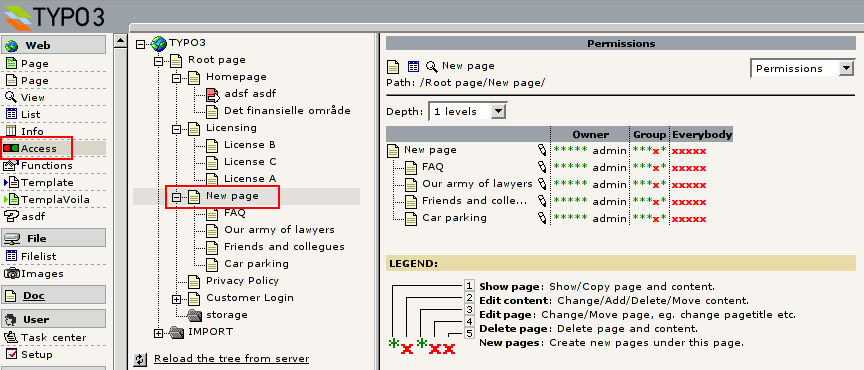 TYPO3
Web
Page
Page
View
List
Info
Access
Functions
Template
TemplaVoila
asdf
File
Filelist
Images
Doc
User
Task center
Setup
TYPO3
Root page
Homepage
adsf asdf
Det finansielle område
Licensing
License B
License C
License A
New page
FAQ
Our army of lawyers
Friends and collegues
Car parking
Privacy Policy
Customer Login
storage
IMPORT
Reload the tree from server
Permissions
New page
Path: /Root page/New page/
Permissions
Depth: 1 levels
Owner Group Everybody
New page ***** admin ***x* xxxxx
FAQ ***** admin ***x* xxxxx
Our army of lawyers ***** admin ***x* xxxxx
Friends and colle... ***** admin ***x* xxxxx
Car parking ***** admin ***x* xxxxx
LEGEND:
1 Show page: Show/Copy page and content.
2 Edit content: Change/Add/Delete/Move content.
3 Edit page: Change/Move page, eg. change pagetitle etc.
4 Delete page: Delete page and content.
5 New pages: Create new pages under this page.
*x*xx